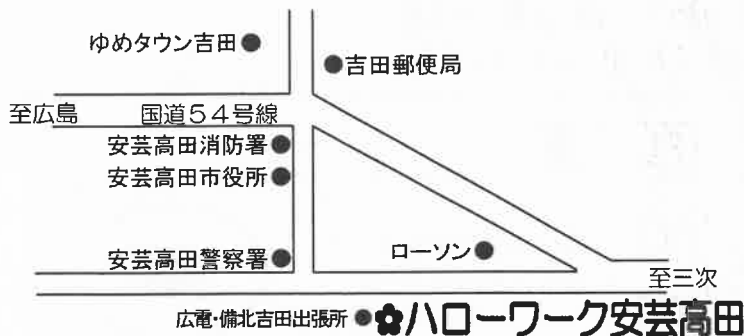 ゆめタウン吉田
吉田郵便局
至広島
国道54号線
安芸高田消防署
安芸高田市役所
安芸高田警察署
ローソン
至三次
広電・備北吉田出張所
ハローワーク安芸高田